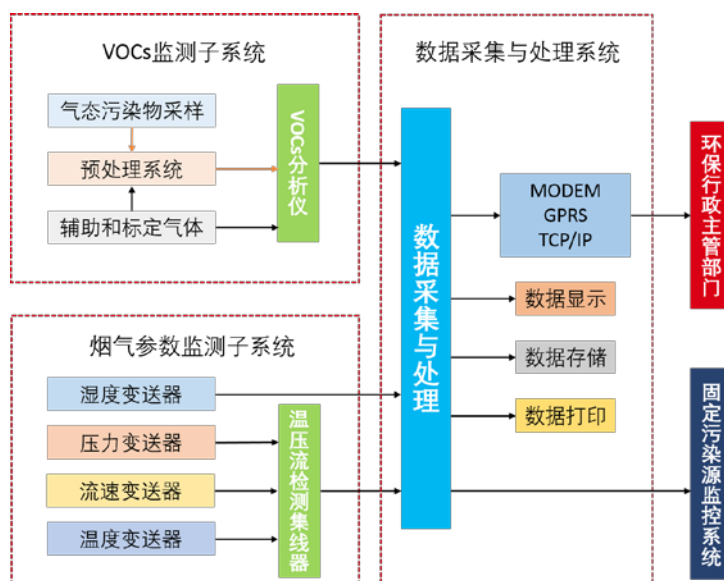 VOCs监测子系统
气态污染物采样
预处理系统
辅助和标定气体
VOCs分析仪
烟气参数监测子系统
湿度变送器
压力变送器
流速变送器
温度变送器
温压流检测集线器
数据采集与处理系统
数据采集与处理
MODEM
GPRS
TCP/IP
数据显示
数据存储
数据打印
环保行政主管部门
固定污染源监控系统